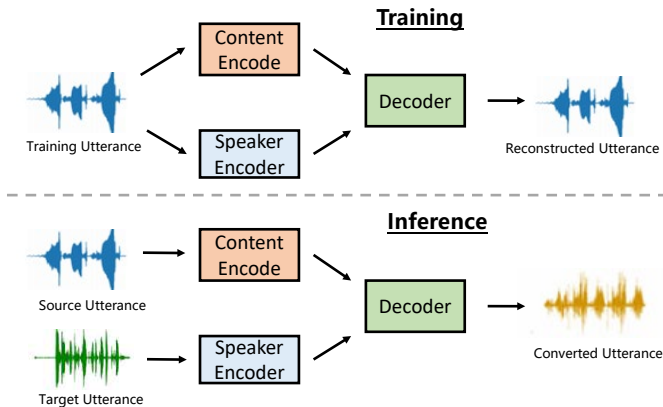 Training
Content
Encode
Decoder
Speaker
Encoder
Training Utterance
Reconstructed Utterance
Inference
Content
Encode
Source Utterance
Decoder
Speaker
Encoder
Target Utterance
Converted Utterance